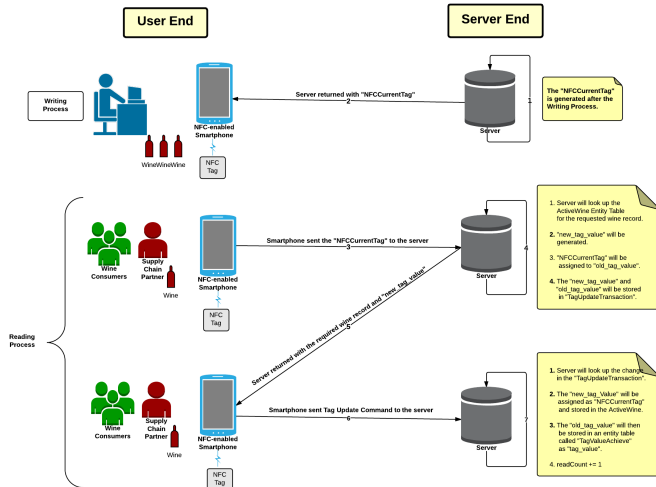 User End
Server End
Writing
Process
WineWineWine
NFC-enabled
Smartphone
NFC
Tag
Server returned with "NFCCurrentTag"
2
Server
1
The "NFCCurrentTag"
is generated after the
Writing Process.
Reading
Process
Wine
Consumers
Supply
Chain
Partner
Wine
NFC-enabled
Smartphone
NFC
Tag
Smartphone sent the "NFCCurrentTag" to the server
3
Server
4
1. Server will look up the
ActiveWine Entity Table
for the requested wine record.
2. "new_tag_value" will be
generated.
3. "NFCCurrentTag" will be
assigned to "old_tag_value".
4. The "new_tag_value" and
"old_tag_value" will be stored
in "TagUpdateTransaction".
Server returned with the required wine record and "new_tag_value"
5
Wine
Consumers
Supply
Chain
Partner
Wine
NFC-enabled
Smartphone
NFC
Tag
Smartphone sent Tag Update Command to the server
6
Server
7
1. Server will look up the change
in the "TagUpdateTransaction".
2. The "new_tag_Value" will be
assigned as "NFCCurrentTag"
and stored in the ActiveWine.
3. The "old_tag_value" will then
be stored in an entity table
called "TagValueAchieve"
as "tag_value".
4. readCount += 1